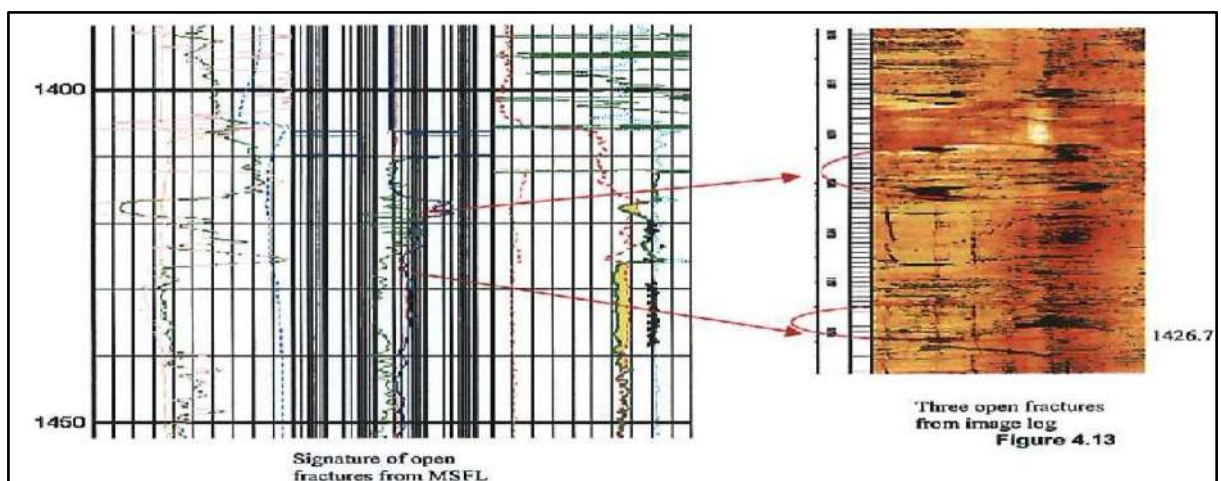 1400
1450
1426.7
Signature of open
fractures from MSFL
Three open fractures
from image log
Figure 4.13